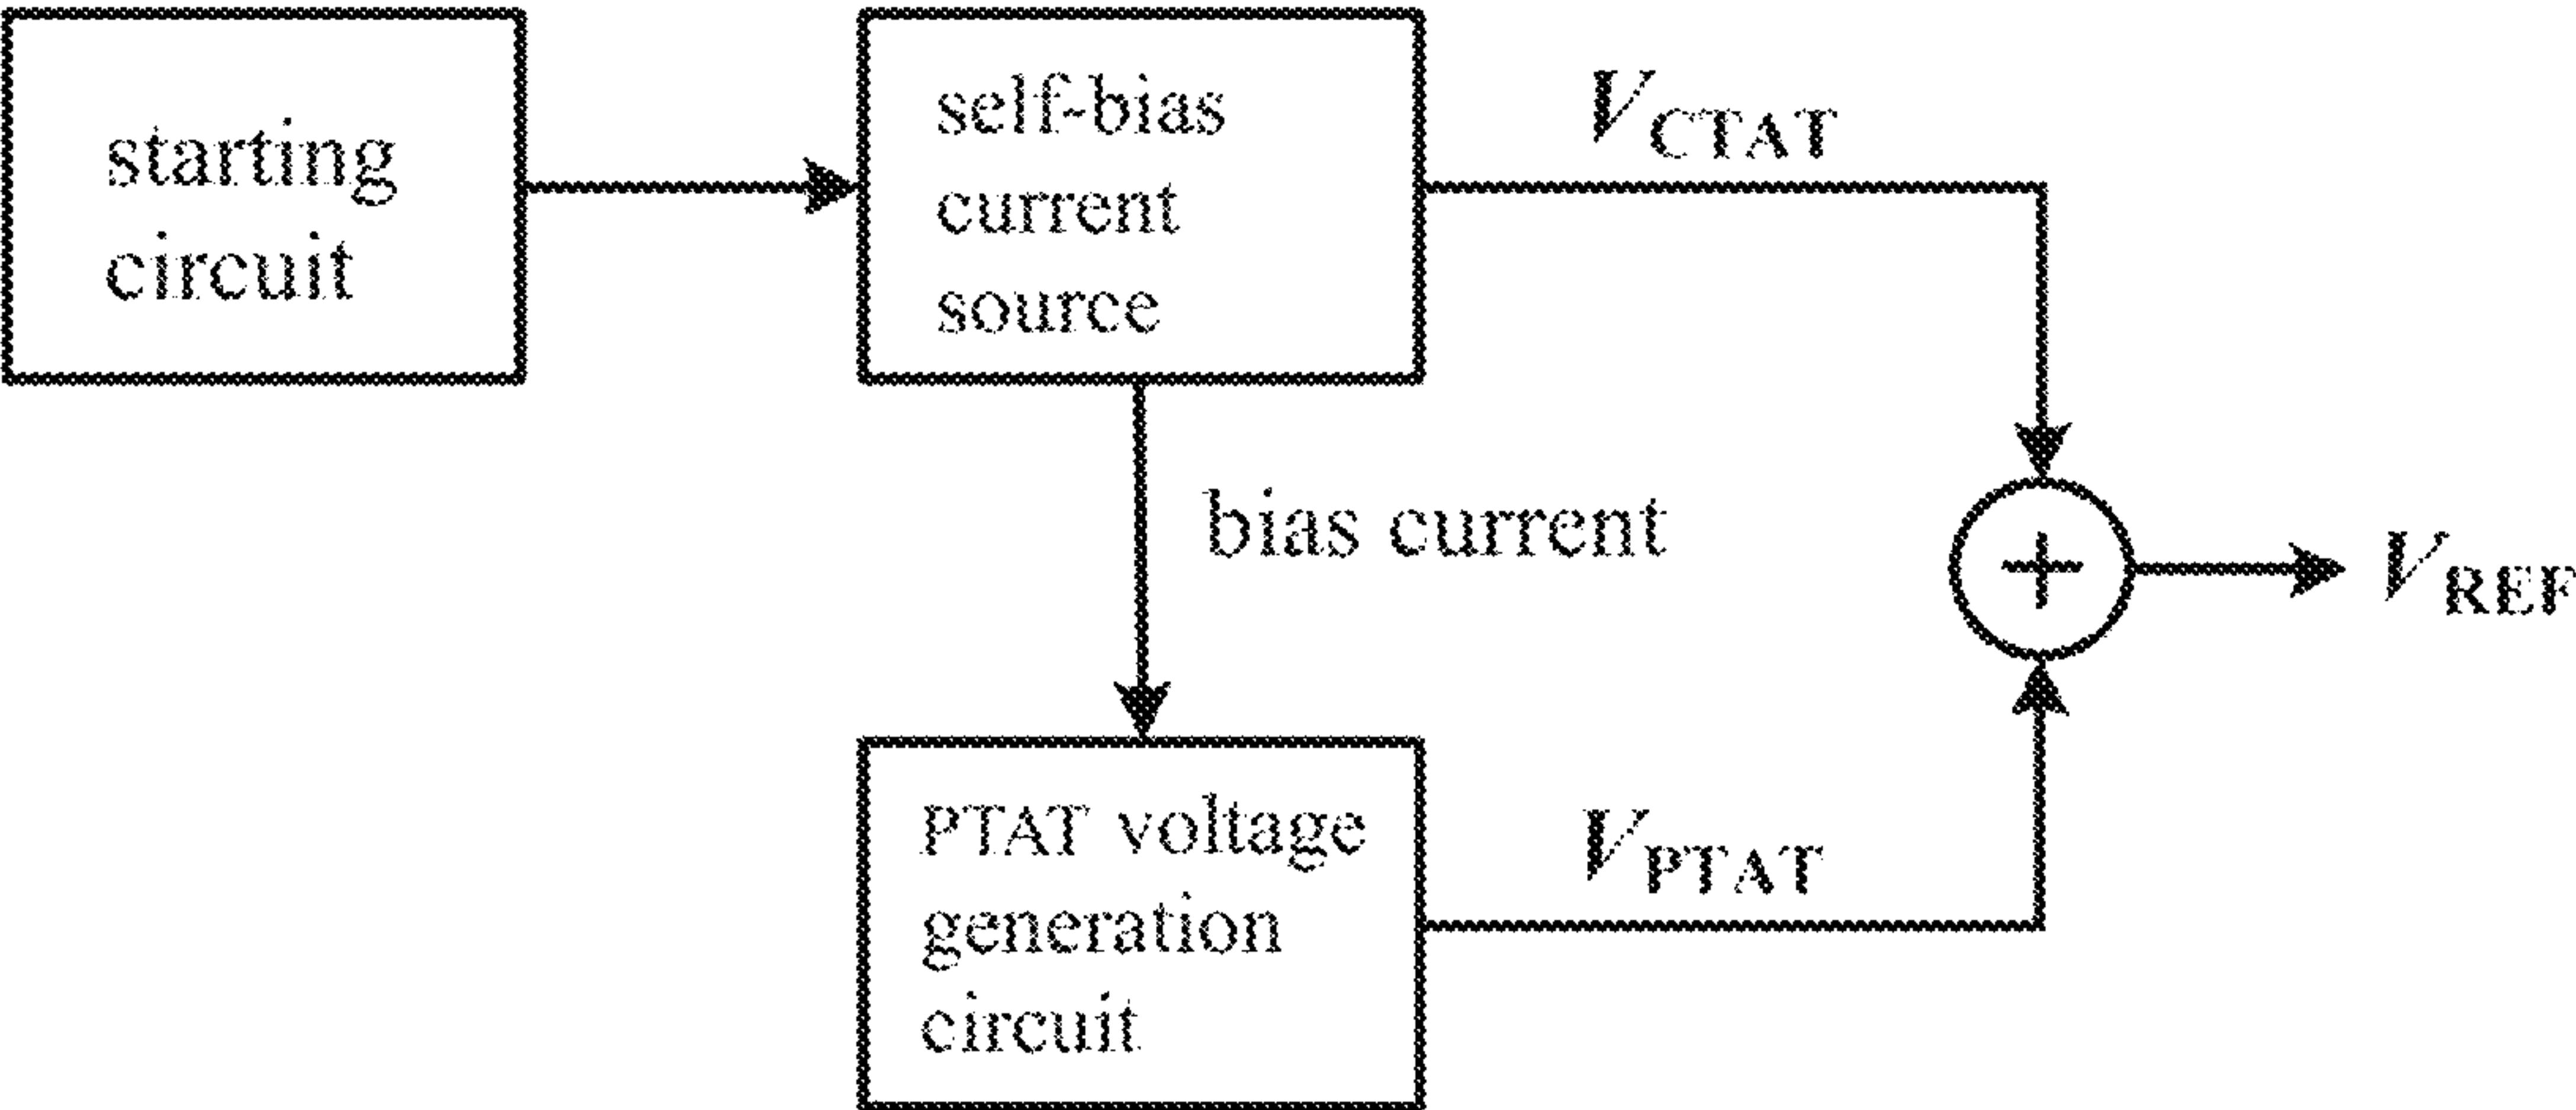 starting
circuit
self-bias
current
source
VCTAT
bias current
VREF
PTAT voltage
generation
circuit
VPTAT
+